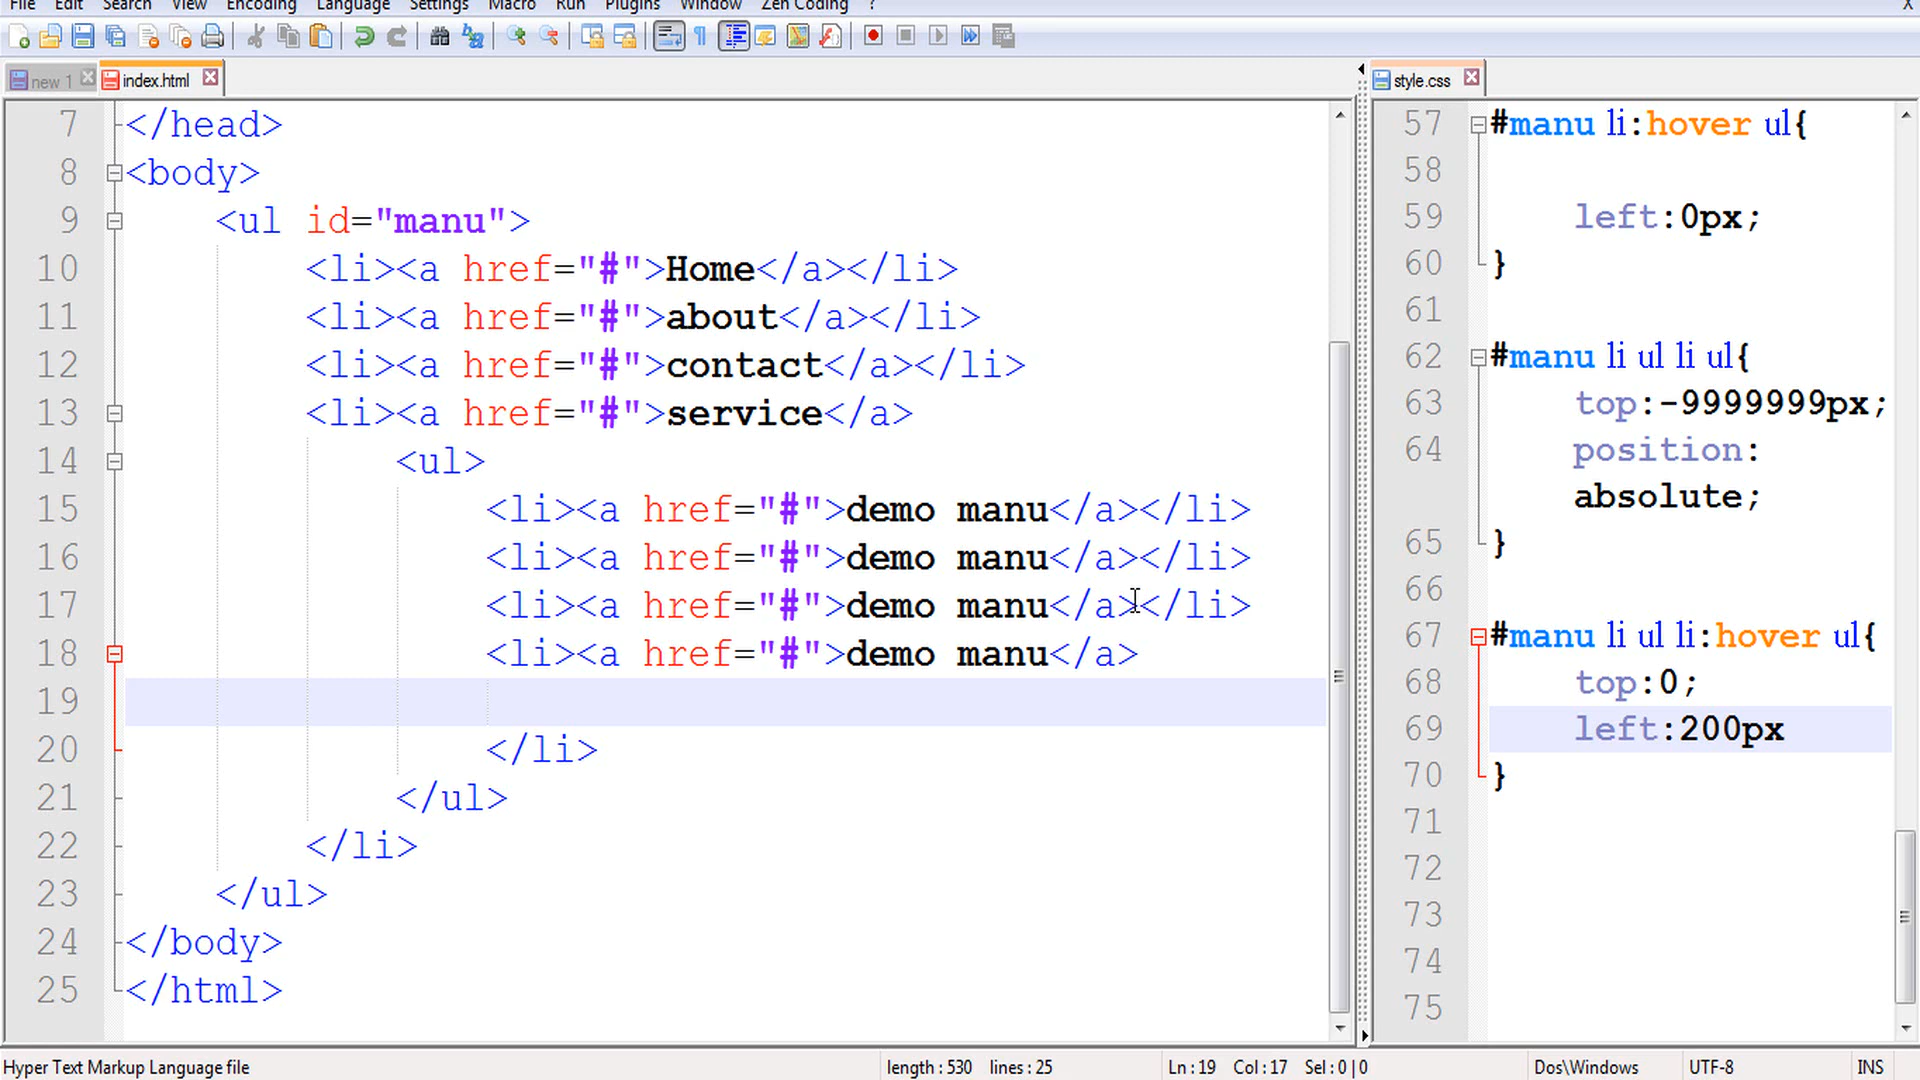 File Edit Search View Encoding Language Settings Macro Run Plugins Window Zen Coding ? X
new 1 index.html style.css
7 </head>
8 <body>
9 <ul id="manu">
10 <li><a href="#">Home</a></li>
11 <li><a href="#">about</a></li>
12 <li><a href="#">contact</a></li>
13 <li><a href="#">service</a>
14 <ul>
15 <li><a href="#">demo manu</a></li>
16 <li><a href="#">demo manu</a></li>
17 <li><a href="#">demo manu</a></li>
18 <li><a href="#">demo manu</a>
19
20 </li>
21 </ul>
22 </li>
23 </ul>
24 </body>
25 </html>
57 #manu li:hover ul{
58
59 left:0px;
60 }
61
62 #manu li ul li ul{
63 top:-9999999px;
64 position:
absolute;
65 }
66
67 #manu li ul li:hover ul{
68 top:0;
69 left:200px
70 }
71
72
73
74
75
Hyper Text Markup Language file length : 530 lines : 25 Ln : 19 Col : 17 Sel : 0 | 0 Dos\Windows UTF-8 INS